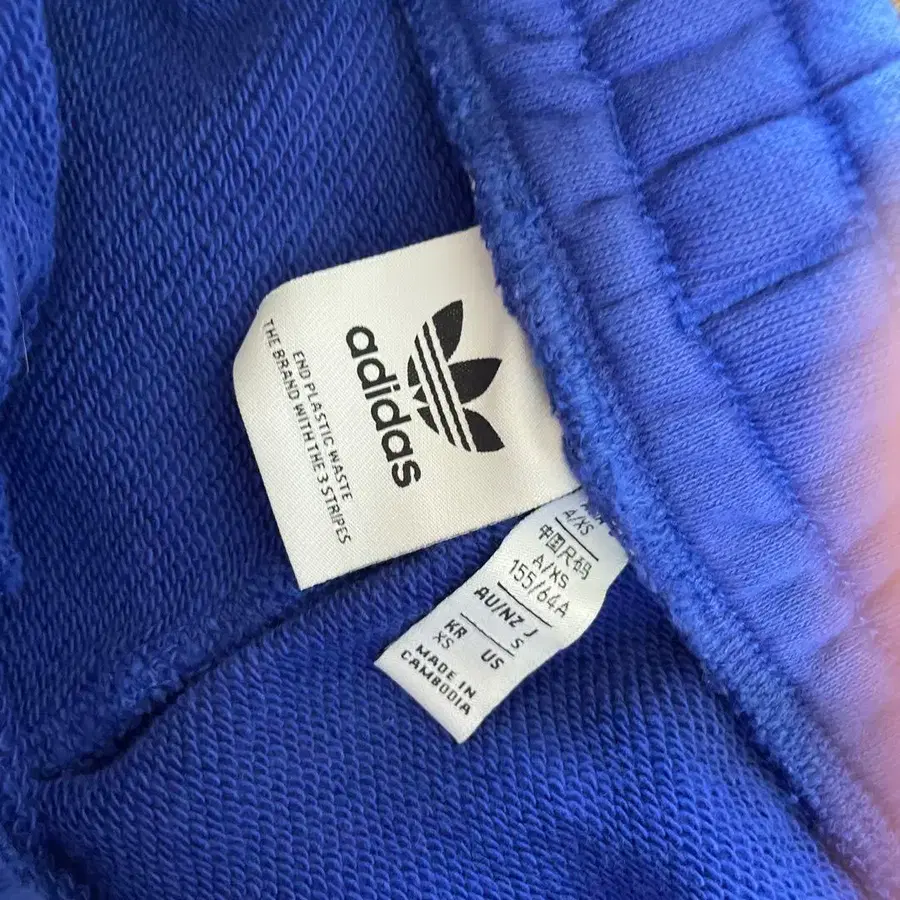 adidas
END PLASTIC WASTE
THE BRAND WITH THE 3 STRIPES
A/XS
中国尺码
A/XS
155/64A
AU/NZ J
S
KR US
XS
MADE IN
CAMBODIA